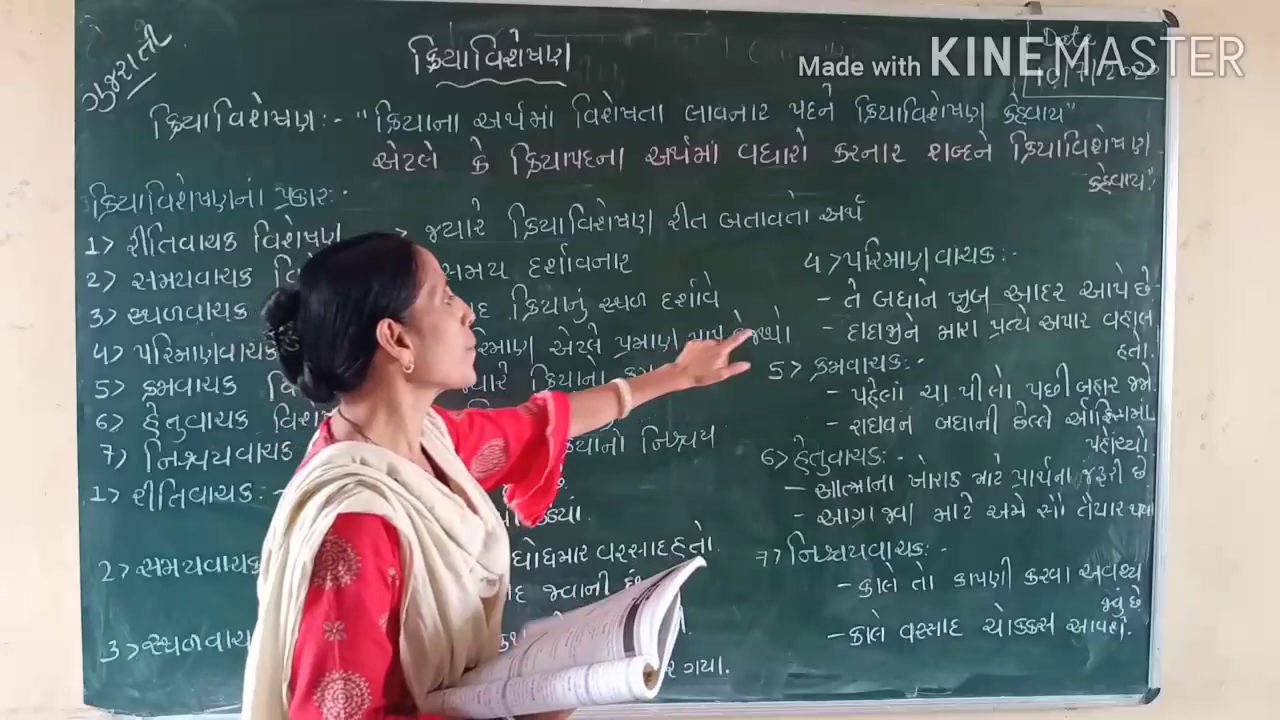 ગુજરાતી
ક્રિયાવિશેષણ
Date
Made with KINEMASTER
ક્રિયાવિશેષણ:- "ક્રિયાના અર્થમાં વિશેષતા લાવનાર પદને ક્રિયાવિશેષણ કહેવાય"
એટલે કે ક્રિયાપદના અર્થમાં વધારો કરનાર શબ્દને ક્રિયાવિશેષણ
કહેવાય".
ક્રિયાવિશેષણનાં પ્રકાર:-
1> રીતિવાચક વિશેષણ જ્યારે ક્રિયાવિશેષણ રીત બતાવતો અર્થ
2> સમયવાચક સમય દર્શાવનાર
3> સ્થળવાચક ક્રિયાનું સ્થળ દર્શાવે
4> પરિમાણવાચક એટલે પ્રમાણ
5> ક્રમવાચક ક્રિયાનો
6> હેતુવાચક
7> નિશ્ચયવાચક નિશ્ચય
1> રીતિવાચક:-
2> સમયવાચક ધોધમાર વરસાદ હતો.
જવાની
3> ગયા.
4> પરિમાણવાચક:-
- તે બધાને ખૂબ આદર આપે છે.
- દાદાજીને મારા પ્રત્યે અપાર વહાલ
હતો.
5> ક્રમવાચક:-
- પહેલાં ચા પીલો પછી બહાર જજો.
- રાઘવન બધાની છેલ્લે ઓફિસમાં
પહોંચ્યો.
6> હેતુવાચક:-
- આત્માના ખોરાક માટે પ્રાર્થના જરૂરી છે
- આગ્રા જવા માટે અમે સૌ તૈયાર થયા
7> નિશ્ચયવાચક:-
- કાલે તો કાપણી કરવા અવશ્ય
જવું છે
- કાલે વરસાદ ચોક્કસ આવશે.